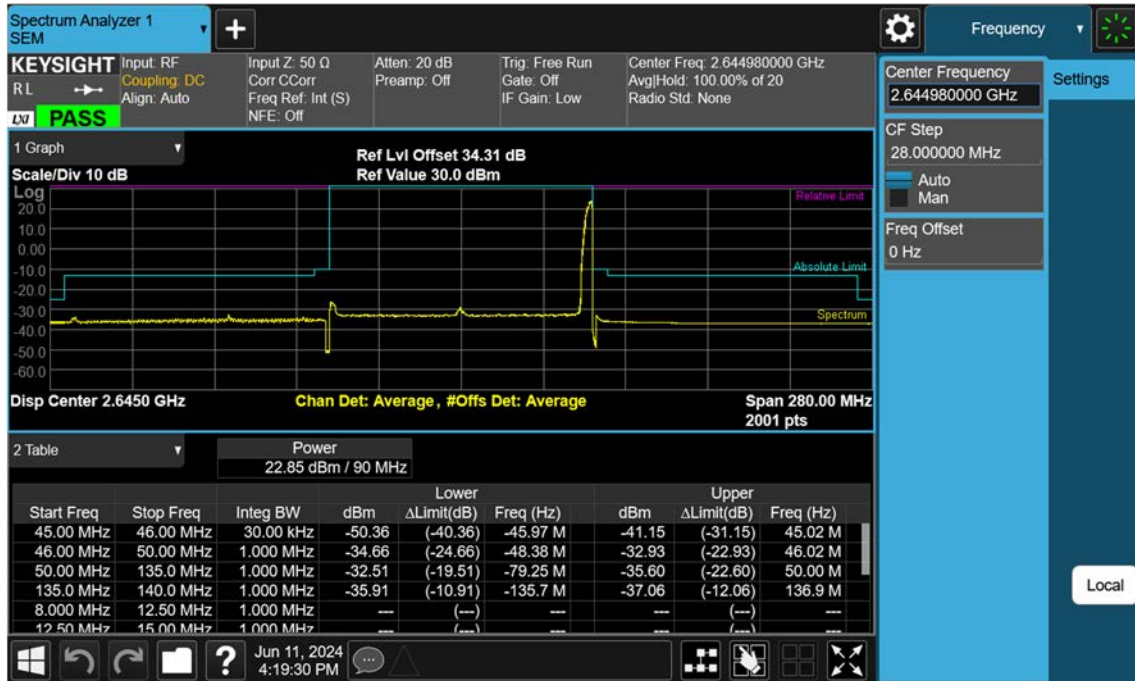 Spectrum Analyzer 1
SEM
+
Frequency
KEYSIGHT
RL
LXI PASS
Input: RF
Coupling: DC
Align: Auto
Input Z: 50 Ω
Corr CCorr
Freq Ref: Int (S)
NFE: Off
Atten: 20 dB
Preamp: Off
Trig: Free Run
Gate: Off
IF Gain: Low
Center Freq: 2.644980000 GHz
Avg|Hold: 100.00% of 20
Radio Std: None
Center Frequency
2.644980000 GHz
Settings
CF Step
28.000000 MHz
Auto
Man
Freq Offset
0 Hz
Local
1 Graph
Scale/Div 10 dB
Ref Lvl Offset 34.31 dB
Ref Value 30.0 dBm
Log
20.0
10.0
0.00
-10.0
-20.0
-30.0
-40.0
-50.0
-60.0
Relative Limit
Absolute Limit
Spectrum
Disp Center 2.6450 GHz
Chan Det: Average, #Offs Det: Average
Span 280.00 MHz
2001 pts
2 Table
Power
22.85 dBm / 90 MHz
Lower Upper
Start Freq Stop Freq Integ BW dBm ΔLimit(dB) Freq (Hz) dBm ΔLimit(dB) Freq (Hz)
45.00 MHz 46.00 MHz 30.00 kHz -50.36 (-40.36) -45.97 M -41.15 (-31.15) 45.02 M
46.00 MHz 50.00 MHz 1.000 MHz -34.66 (-24.66) -48.38 M -32.93 (-22.93) 46.02 M
50.00 MHz 135.0 MHz 1.000 MHz -32.51 (-19.51) -79.25 M -35.60 (-22.60) 50.00 M
135.0 MHz 140.0 MHz 1.000 MHz -35.91 (-10.91) -135.7 M -37.06 (-12.06) 136.9 M
8.000 MHz 12.50 MHz 1.000 MHz --- (---) --- --- (---) ---
12.50 MHz 15.00 MHz 1.000 MHz --- (---) --- --- (---) ---
?
Jun 11, 2024
4:19:30 PM